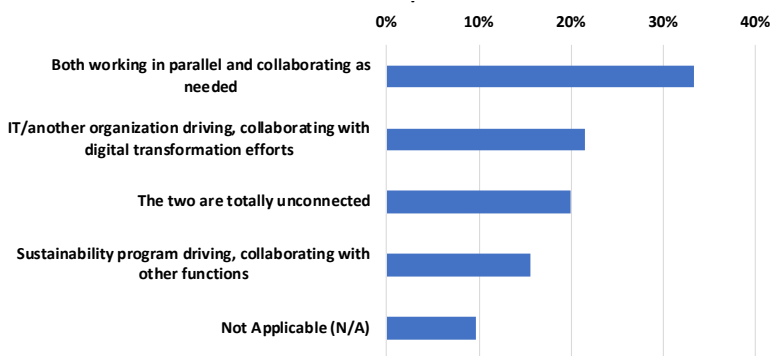 0% 10% 20% 30% 40%
Both working in parallel and collaborating as
needed
IT/another organization driving, collaborating with
digital transformation efforts
The two are totally unconnected
Sustainability program driving, collaborating with
other functions
Not Applicable (N/A)